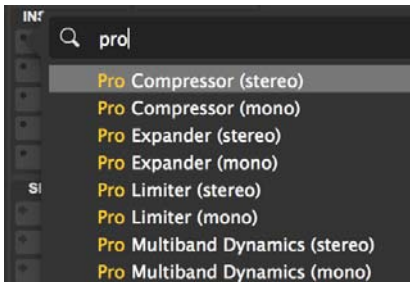 INS
pro
Pro Compressor (stereo)
Pro Compressor (mono)
Pro Expander (stereo)
Pro Expander (mono)
Pro Limiter (stereo)
Pro Limiter (mono)
Pro Multiband Dynamics (stereo)
Pro Multiband Dynamics (mono)